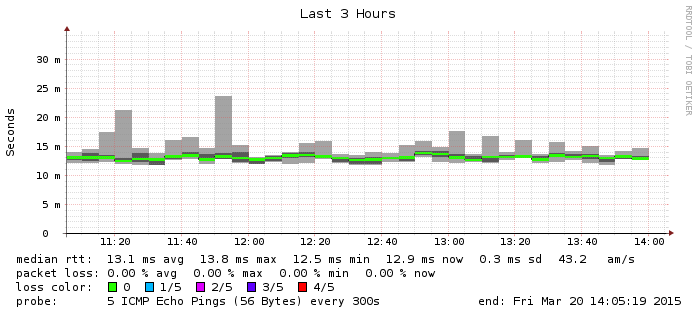 Last 3 Hours
RRDTOOL / TOBI OETIKER
Seconds
30 m
25 m
20 m
15 m
10 m
5 m
0
11:20 11:40 12:00 12:20 12:40 13:00 13:20 13:40 14:00
median rtt: 13.1 ms avg 13.8 ms max 12.5 ms min 12.9 ms now 0.3 ms sd 43.2 am/s
packet loss: 0.00 % avg 0.00 % max 0.00 % min 0.00 % now
loss color: 0 1/5 2/5 3/5 4/5
probe: 5 ICMP Echo Pings (56 Bytes) every 300s end: Fri Mar 20 14:05:19 2015